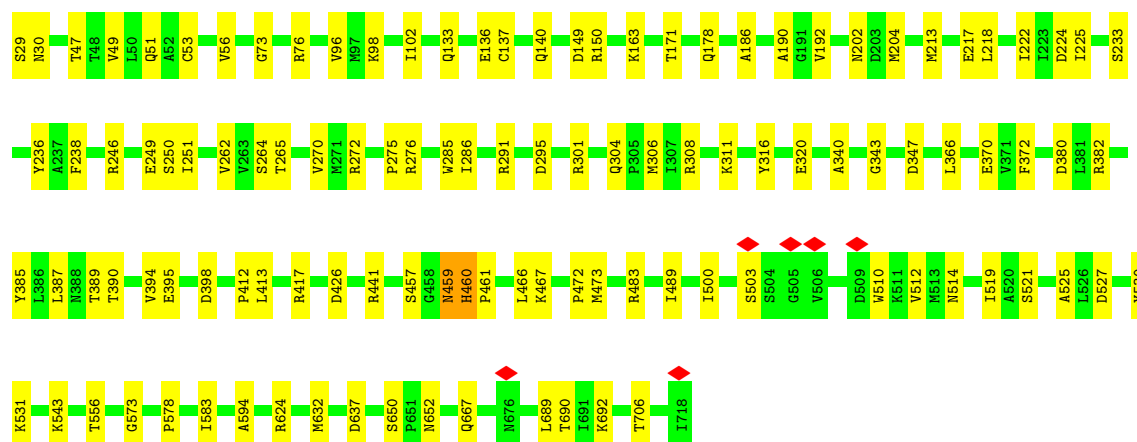 S29 N30 T47 T48 V49 L50 Q51 A52 C53 V56 G73 R76 V96 M97 K98 I102 Q133 E136 C137 Q140 D149 R150 K163 T171 Q178 A186 A190 G191 V192 N202 D203 M204 M213 E217 L218 I222 I223 D224 I225 S233
Y236 A237 F238 R246 E249 S250 I251 V262 V263 S264 T265 V270 M271 R272 P275 R276 W285 I286 R291 D295 R301 Q304 P305 M306 I307 R308 K311 Y316 E320 A340 G343 D347 L366 E370 V371 F372 D380 L381 R382
Y385 L386 L387 N388 T389 T390 V394 E395 D398 P412 L413 R417 D426 R441 S457 G458 N459 H460 P461 L466 K467 P472 M473 R483 I489 I500 S503 S504 G505 V506 D509 W510 K511 V512 M513 N514 I519 A520 S521 A525 L526 D527
K531 K543 T556 G573 P578 I583 A594 R624 M632 D637 S650 P651 N652 Q667 N676 L689 T690 I691 K692 T706 I718